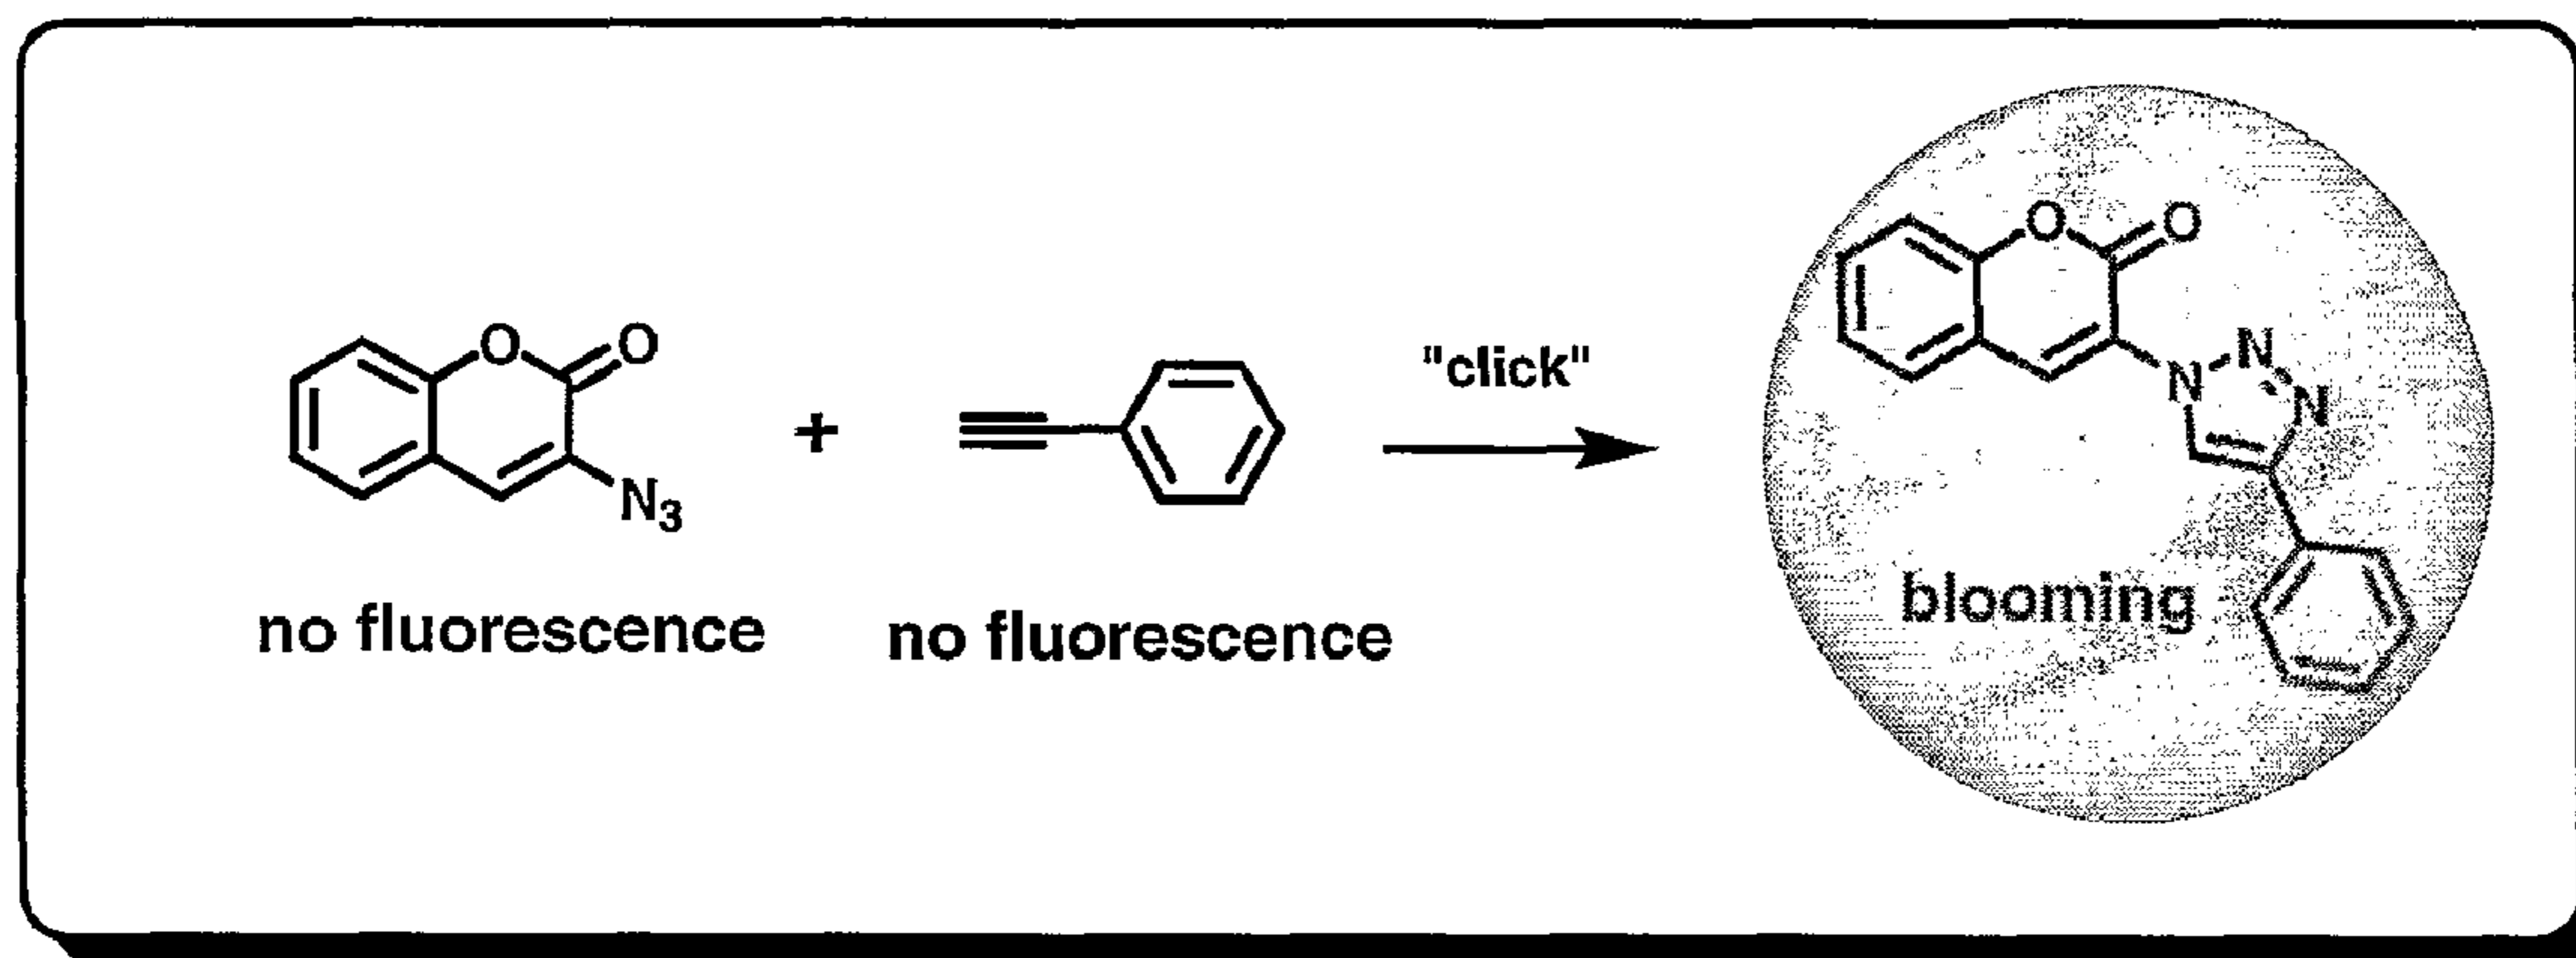 O O
N3
no fluorescence
+
no fluorescence
"click"
O O
N N
N
blooming